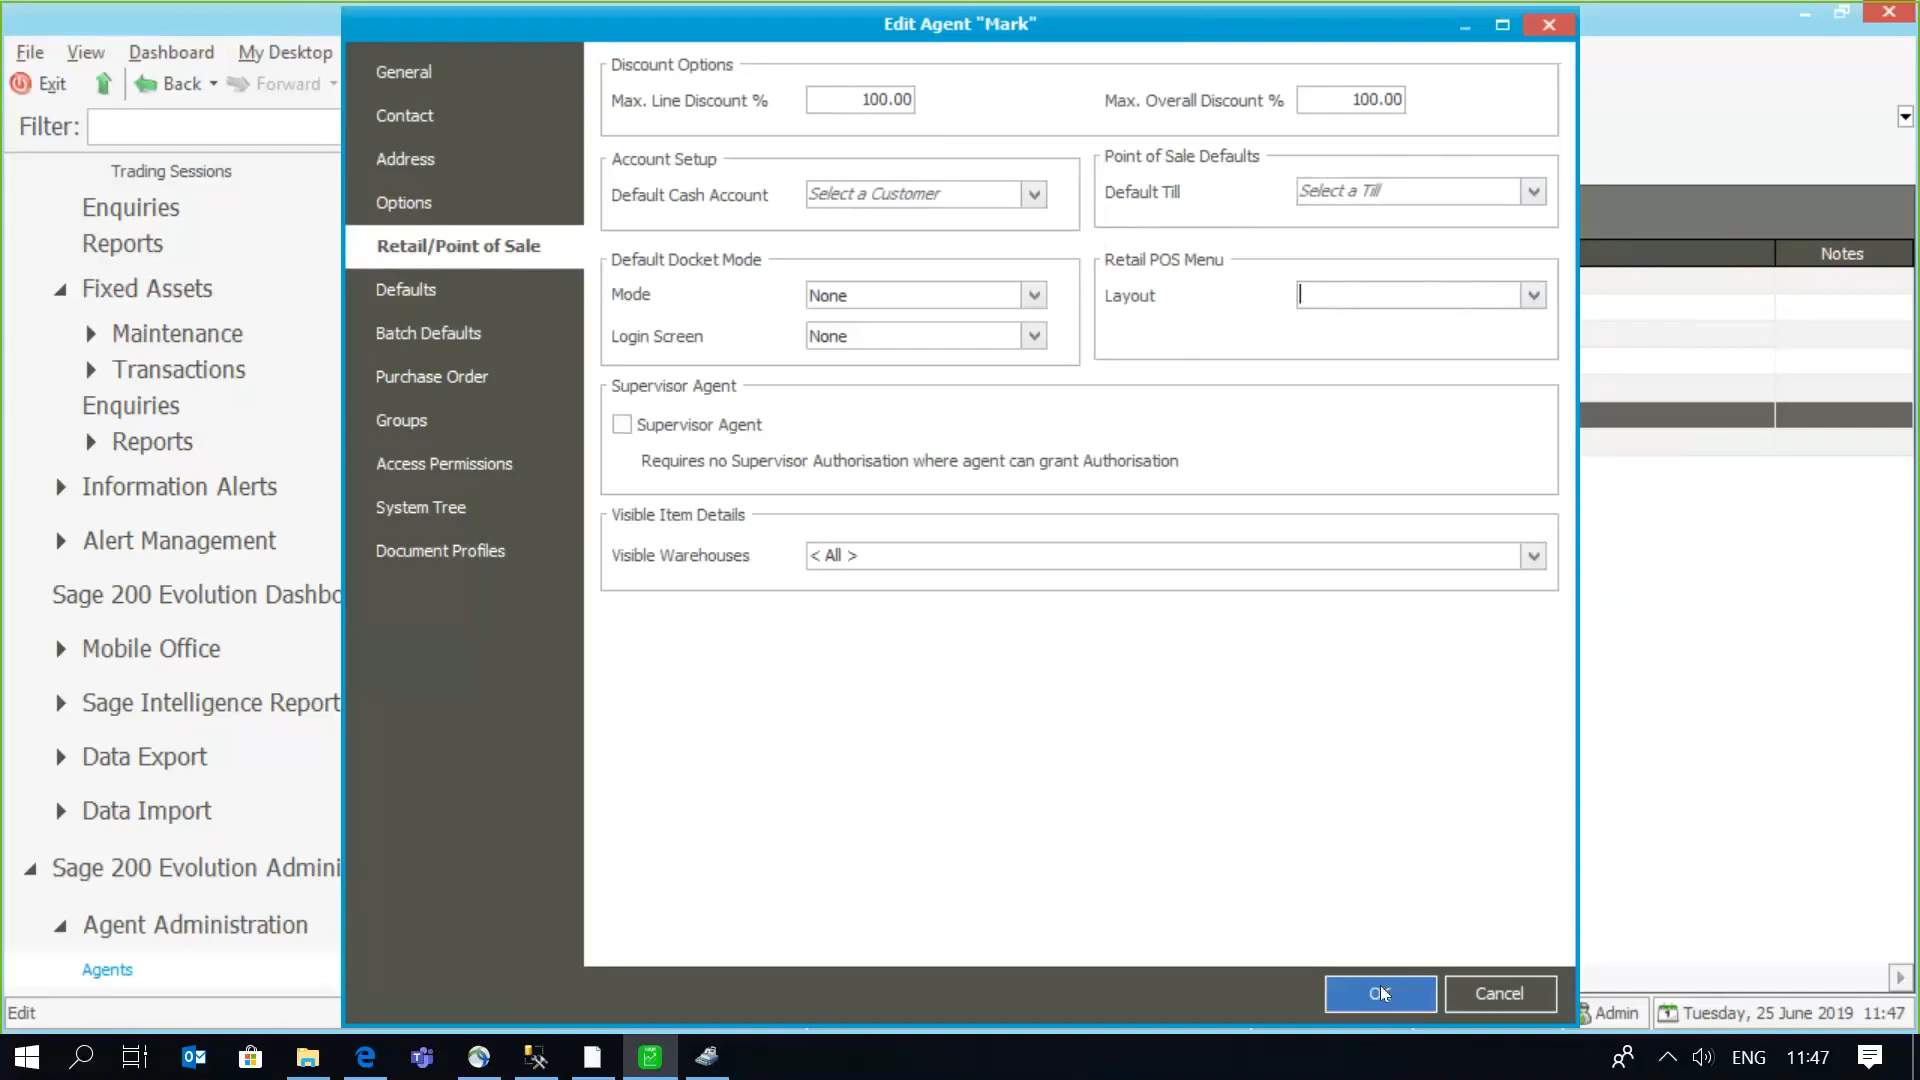 Edit Agent "Mark"
File View Dashboard My Desktop
Exit Back Forward
Filter:
Trading Sessions
Enquiries
Reports
Fixed Assets
Maintenance
Transactions
Enquiries
Reports
Information Alerts
Alert Management
Sage 200 Evolution Dashbo
Mobile Office
Sage Intelligence Report
Data Export
Data Import
Sage 200 Evolution Admini
Agent Administration
Agents
Edit
General
Contact
Address
Options
Retail/Point of Sale
Defaults
Batch Defaults
Purchase Order
Groups
Access Permissions
System Tree
Document Profiles
Discount Options
Max. Line Discount % 100.00 Max. Overall Discount % 100.00
Account Setup
Default Cash Account Select a Customer
Point of Sale Defaults
Default Till Select a Till
Default Docket Mode
Mode None
Login Screen None
Retail POS Menu
Layout
Supervisor Agent
Supervisor Agent
Requires no Supervisor Authorisation where agent can grant Authorisation
Visible Item Details
Visible Warehouses < All >
Cancel
Notes
Admin Tuesday, 25 June 2019 11:47
ENG 11:47